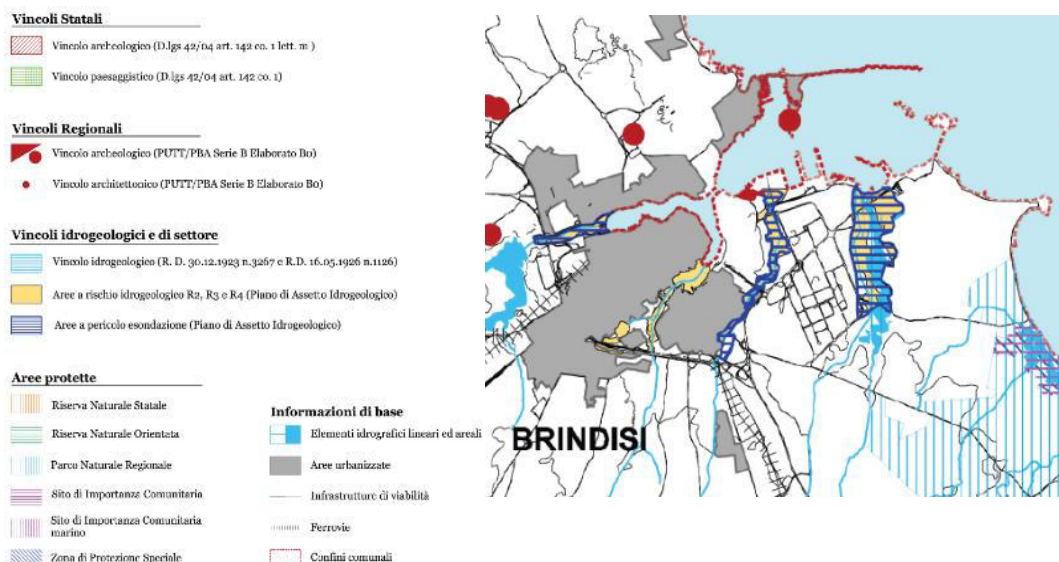 Vincoli Statali
Vincolo archeologico (D.lgs 42/04 art. 142 co. 1 lett. m )
Vincolo paesaggistico (D.lgs 42/04 art. 142 co. 1)
Vincoli Regionali
Vincolo archeologico (PUTT/PBA Serie B Elaborato B0)
Vincolo architettonico (PUTT/PBA Serie B Elaborato B0)
Vincoli idrogeologici e di settore
Vincolo idrogeologico (R. D. 30.12.1923 n.3267 e R.D. 16.05.1926 n.1126)
Aree a rischio idrogeologico R2, R3 e R4 (Piano di Assetto Idrogeologico)
Aree a pericolo esondazione (Piano di Assetto Idrogeologico)
Aree protette
Riserva Naturale Statale
Riserva Naturale Orientata
Parco Naturale Regionale
Sito di Importanza Comunitaria
Sito di Importanza Comunitaria
marino
Zona di Protezione Speciale
Informazioni di base
Elementi idrografici lineari ed areali
Aree urbanizzate
Infrastrutture di viabilità
Ferrovie
Confini comunali
BRINDISI